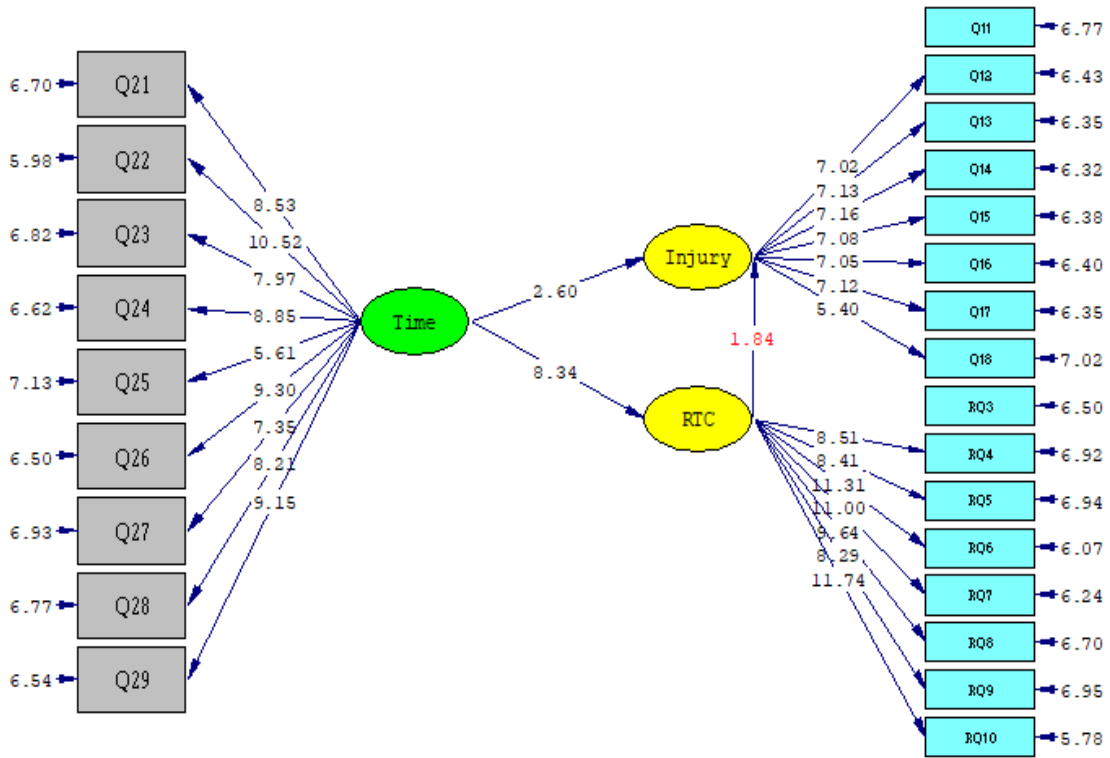 6.70 Q21
5.98 Q22
6.82 Q23
6.62 Q24
7.13 Q25
6.50 Q26
6.93 Q27
6.77 Q28
6.54 Q29
8.53
10.52
7.97
8.85
5.61
9.30
7.35
8.21
9.15
Time
2.60
8.34
Injury
1.84
RTC
7.02
7.13
7.16
7.08
7.05
7.12
5.40
8.51
8.41
11.31
11.00
9.64
8.29
11.74
Q11 6.77
Q12 6.43
Q13 6.35
Q14 6.32
Q15 6.38
Q16 6.40
Q17 6.35
Q18 7.02
RQ3 6.50
RQ4 6.92
RQ5 6.94
RQ6 6.07
RQ7 6.24
RQ8 6.70
RQ9 6.95
RQ10 5.78